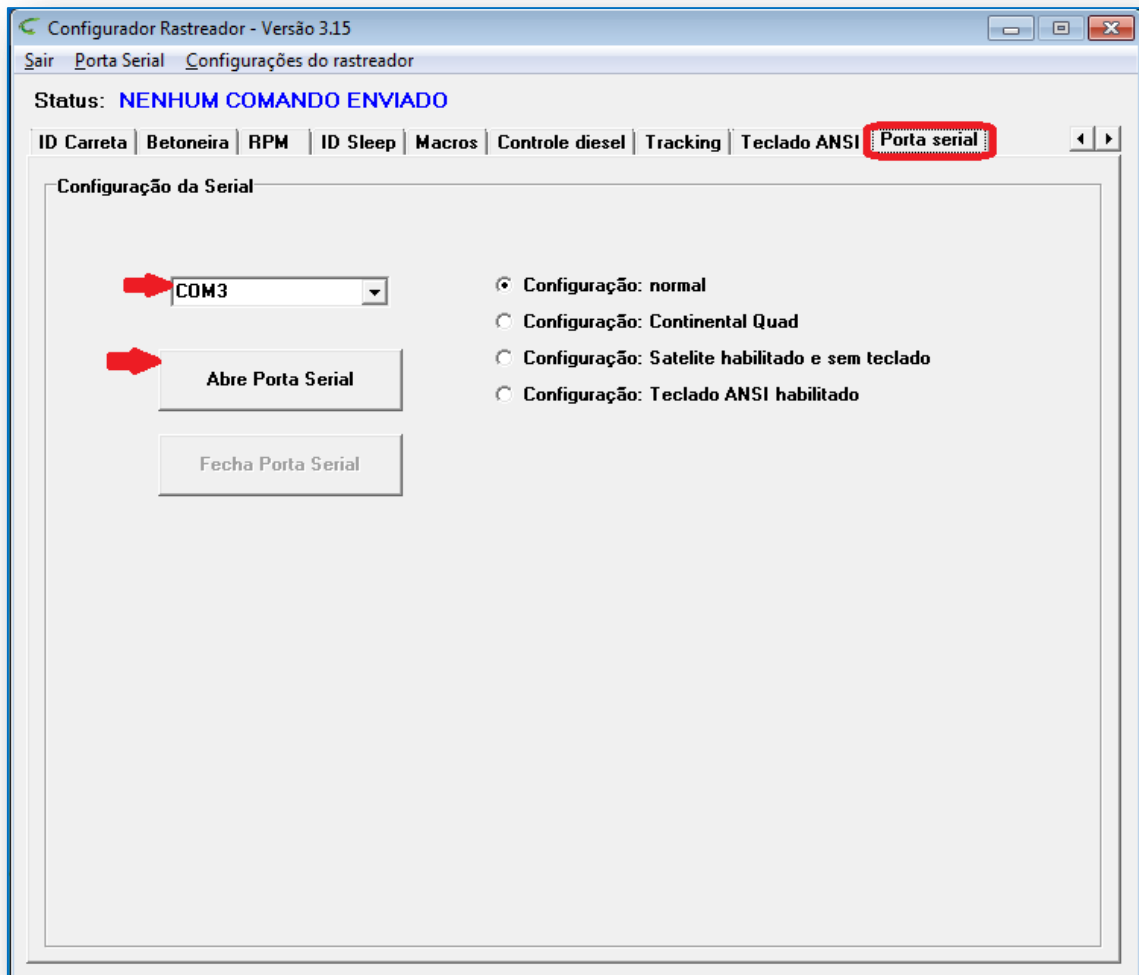 Configurador Rastreador - Versão 3.15
Sair Porta Serial Configurações do rastreador
Status: NENHUM COMANDO ENVIADO
ID Carreta Betoneira RPM ID Sleep Macros Controle diesel Tracking Teclado ANSI Porta serial
Configuração da Serial
COM3
Configuração: normal
Configuração: Continental Quad
Abre Porta Serial
Configuração: Satelite habilitado e sem teclado
Configuração: Teclado ANSI habilitado
Fecha Porta Serial